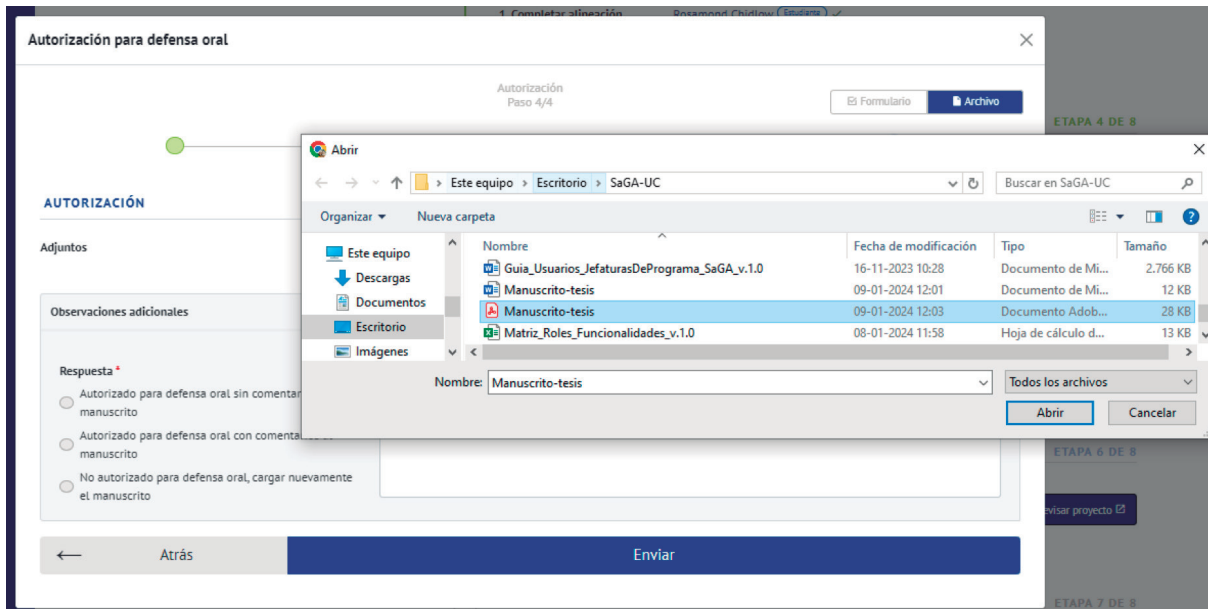 1. Completar alineación Rosamond Chidlow Estudiante
Autorización para defensa oral
Autorización
Paso 4/4
Formulario Archivo
ETAPA 4 DE 8
Abrir
Este equipo > Escritorio > SaGA-UC
Buscar en SaGA-UC
AUTORIZACIÓN
Organizar Nueva carpeta
Adjuntos
Nombre Fecha de modificación Tipo Tamaño
Este equipo
Descargas
Documentos
Escritorio
Imágenes
Guia_Usuarios_JefaturasDePrograma_SaGA_v.1.0 16-11-2023 10:28 Documento de Mi... 2.766 KB
Manuscrito-tesis 09-01-2024 12:01 Documento de Mi... 12 KB
Manuscrito-tesis 09-01-2024 12:03 Documento Adob... 28 KB
Matriz_Roles_Funcionalidades_v.1.0 08-01-2024 11:58 Hoja de cálculo d... 13 KB
Nombre: Manuscrito-tesis Todos los archivos
Abrir Cancelar
Observaciones adicionales
Respuesta *
Autorizado para defensa oral sin comentar
manuscrito
Autorizado para defensa oral con
manuscrito
No autorizado para defensa oral, cargar nuevamente
el manuscrito
ETAPA 6 DE 8
evisar proyecto
← Atrás Enviar
ETAPA 7 DE 8